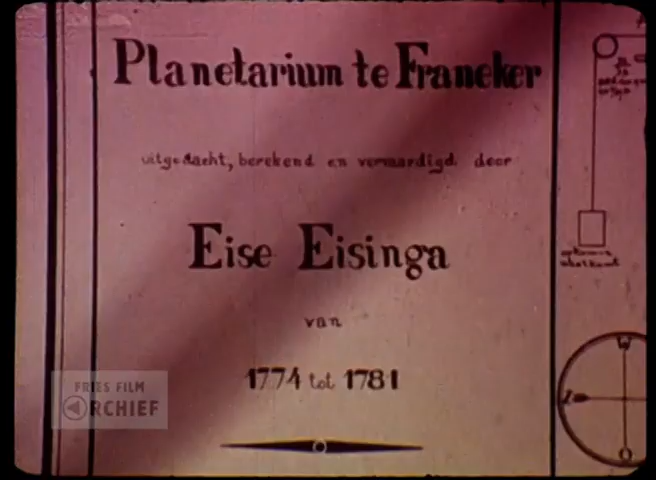 Planetarium te Franeker
uitgedacht, berekend en vervaardigd door
Eise Eisinga
van
1774 tot 1781
FRIES FILM
ARCHIEF
W
Z
O